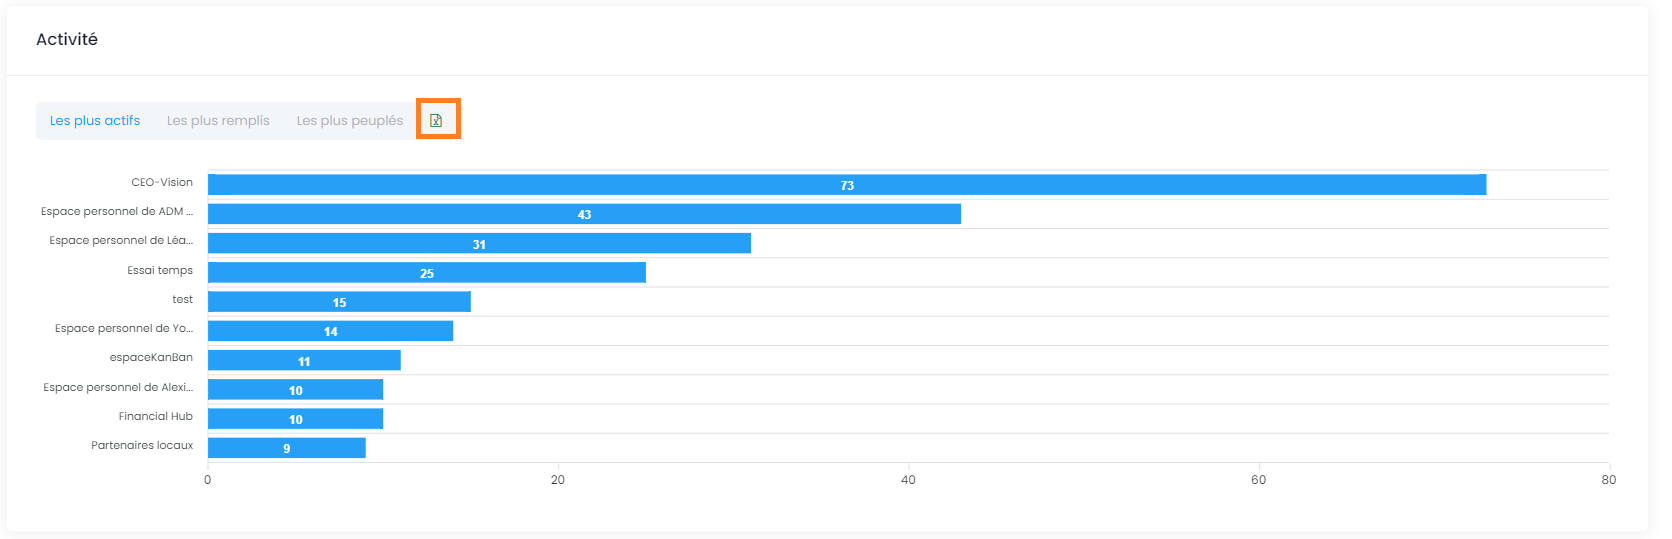 Activité
Les plus actifs Les plus remplis Les plus peuplés
CEO-Vision 73
Espace personnel de ADM ... 43
Espace personnel de Léa... 31
Essai temps 25
test 15
Espace personnel de Yo... 14
espaceKanBan 11
Espace personnel de Alexi... 10
Financial Hub 10
Partenaires locaux 9
0 20 40 60 80